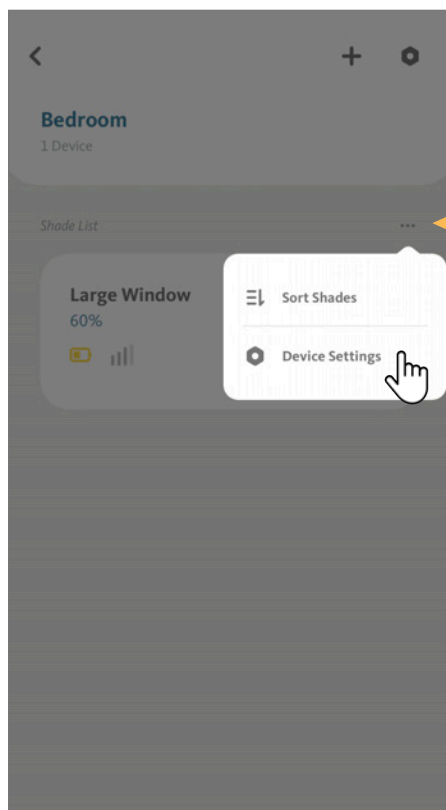 Bedroom
1 Device
Shade List
Large Window
60%
Sort Shades
Device Settings